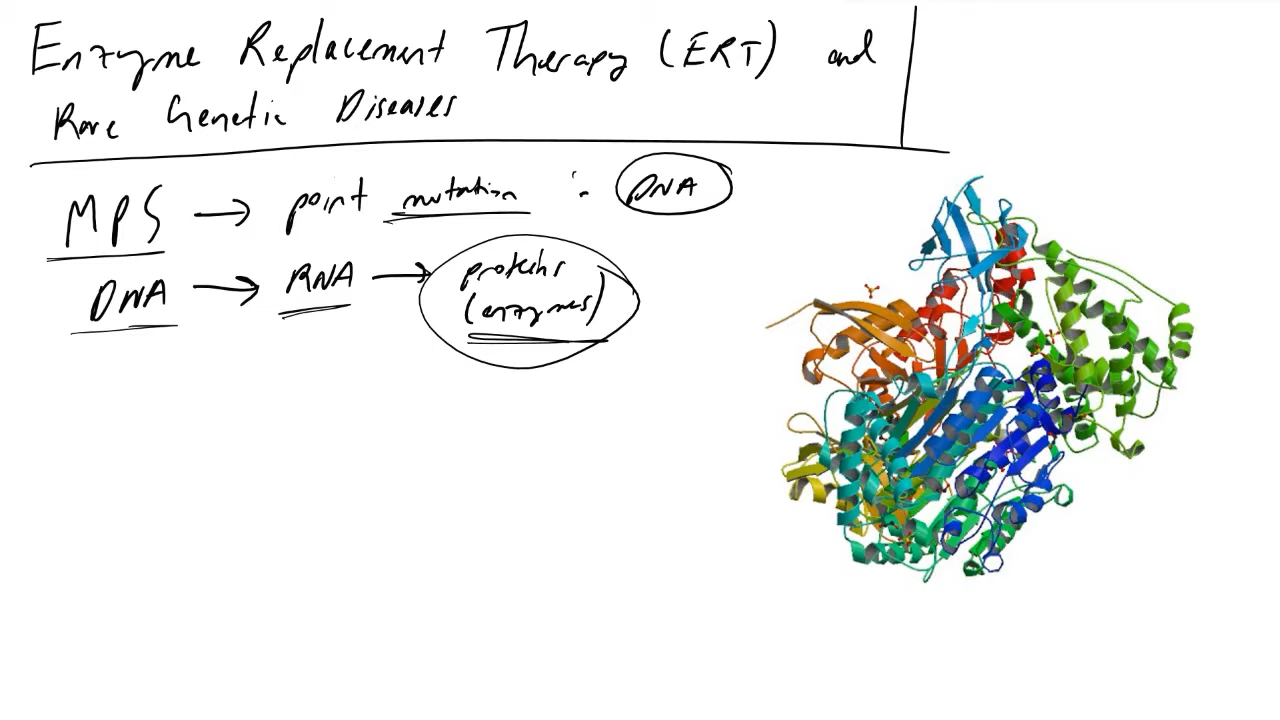 Enzyme Replacement Therapy (ERT) and
Rare Genetic Diseases
MPS → point mutation : DNA
DNA → RNA → proteins
(enzymes)